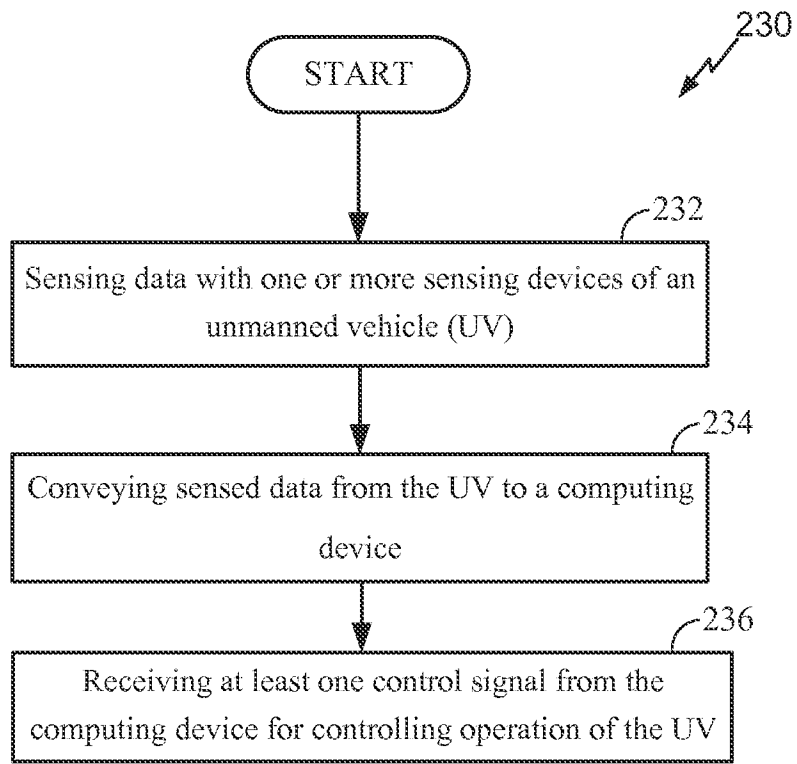 230
START
232
Sensing data with one or more sensing devices of an
unmanned vehicle (UV)
234
Conveying sensed data from the UV to a computing
device
236
Receiving at least one control signal from the
computing device for controlling operation of the UV